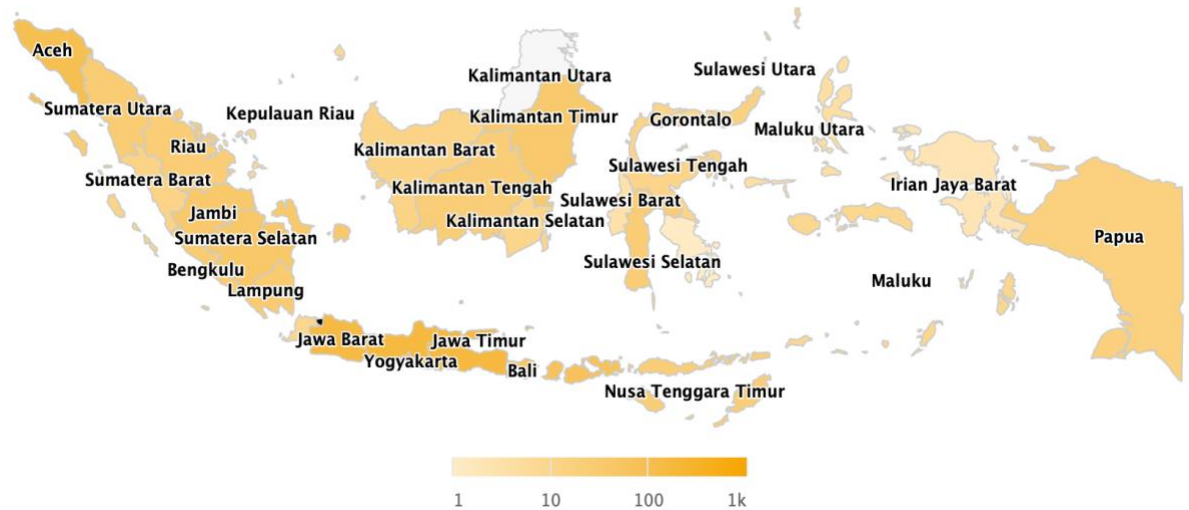 Aceh
Kalimantan Utara
Sulawesi Utara
Sumatera Utara
Kepulauan Riau
Kalimantan Timur
Gorontalo
Maluku Utara
Riau
Kalimantan Barat
Sulawesi Tengah
Sumatera Barat
Kalimantan Tengah
Irian Jaya Barat
Sulawesi Barat
Jambi
Kalimantan Selatan
Sumatera Selatan
Papua
Bengkulu
Sulawesi Selatan
Lampung
Maluku
Jawa Barat
Jawa Timur
Yogyakarta
Bali
Nusa Tenggara Timur
1 10 100 1k